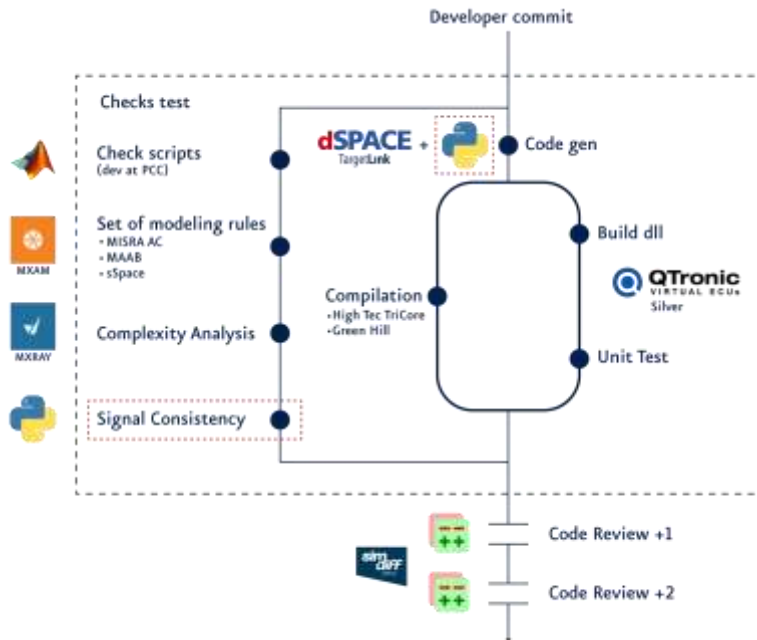 Developer commit
Checks test
dSPACE + Code gen
TargetLink
Check scripts
(dev at PCC)
Set of modeling rules
• MISRA AC
• MAAB
• sSpace
MXAM
Build dll
QTronic
VIRTUAL ECUs
Silver
Compilation
•High Tec TriCore
•Green Hill
Complexity Analysis
MXRAY
Unit Test
Signal Consistency
Code Review +1
sim
diff
Code Review +2